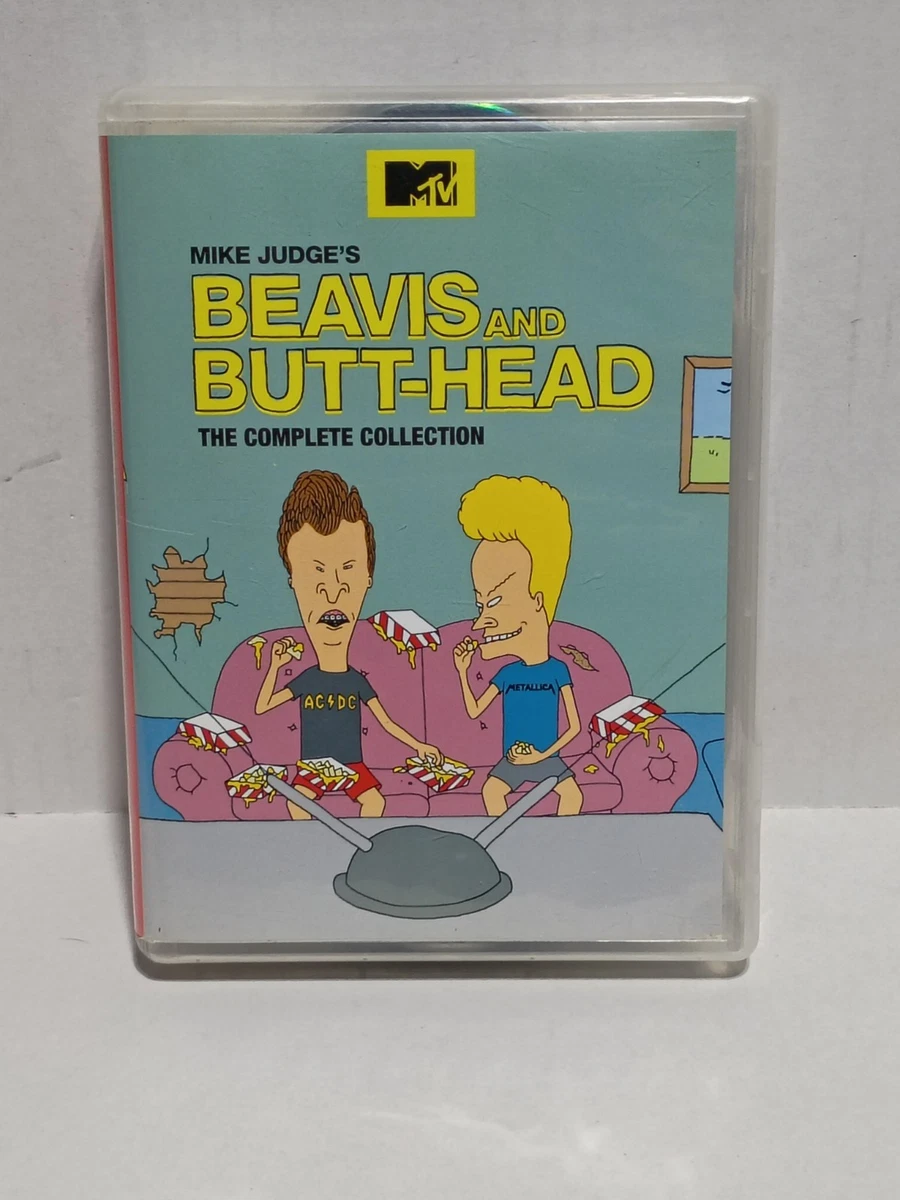 MTV
MIKE JUDGE'S
BEAVIS AND
BUTT-HEAD
THE COMPLETE COLLECTION
AC⚡DC
METALLICA